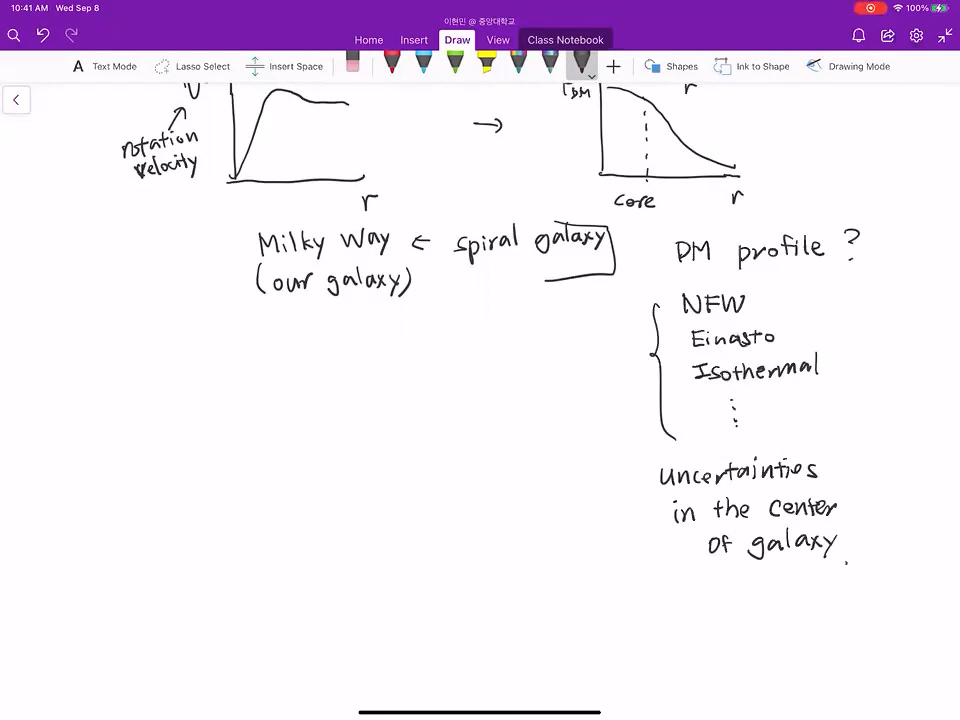 10:41 AM Wed Sep 8
100%
이현민 @ 중앙대학교
Home Insert Draw View Class Notebook
Text Mode Lasso Select Insert Space Shapes Ink to Shape Drawing Mode
V
rotation
velocity
r
→
DM
r
core
r
Milky Way ← spiral galaxy
(our galaxy)
DM profile ?
NFW
Einasto
Isothermal
⋮
uncertainties
in the center
of galaxy.